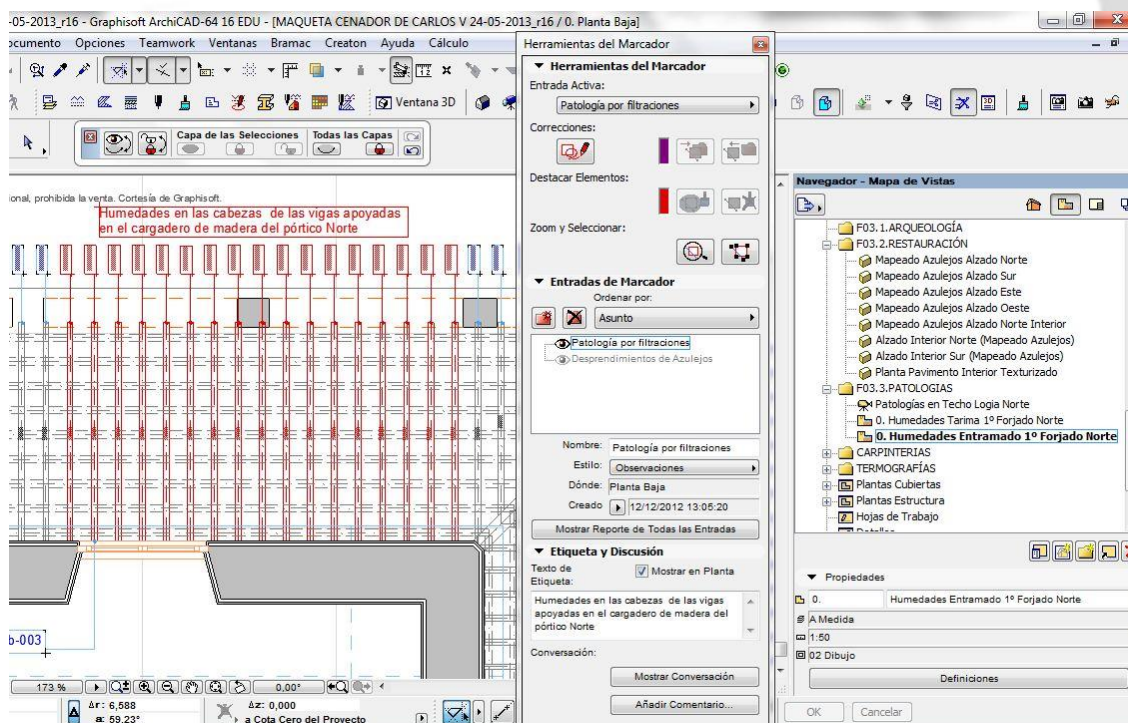 -05-2013_r16 - Graphisoft ArchiCAD-64 16 EDU - [MAQUETA CENADOR DE CARLOS V 24-05-2013_r16 / 0. Planta Baja]
ocumento Opciones Teamwork Ventanas Bramac Creaton Ayuda Cálculo
Ventana 3D
Capa de las Selecciones Todas las Capas
ional, prohibida la venta. Cortesía de Graphisoft.
Humedades en las cabezas de las vigas apoyadas
en el cargadero de madera del pórtico Norte
b-003
173 % 0,00°
Δr: 6,588 Δz: 0,000
a: 59,23° a Cota Cero del Proyecto
Herramientas del Marcador
Herramientas del Marcador
Entrada Activa:
Patología por filtraciones
Correcciones:
Destacar Elementos:
Zoom y Seleccionar:
Entradas de Marcador
Ordenar por:
Asunto
Patología por filtraciones
Desprendimientos de Azulejos
Nombre: Patología por filtraciones
Estilo: Observaciones
Dónde: Planta Baja
Creado 12/12/2012 13:05:20
Mostrar Reporte de Todas las Entradas
Etiqueta y Discusión
Texto de
Etiqueta:
Mostrar en Planta
Humedades en las cabezas de las vigas
apoyadas en el cargadero de madera del
pórtico Norte
Conversación:
Mostrar Conversación
Añadir Comentario...
Navegador - Mapa de Vistas
F03.1.ARQUEOLOGÍA
F03.2.RESTAURACIÓN
Mapeado Azulejos Alzado Norte
Mapeado Azulejos Alzado Sur
Mapeado Azulejos Alzado Este
Mapeado Azulejos Alzado Oeste
Mapeado Azulejos Alzado Norte Interior
Alzado Interior Norte (Mapeado Azulejos)
Alzado Interior Sur (Mapeado Azulejos)
Planta Pavimento Interior Texturizado
F03.3.PATOLOGIAS
Patologías en Techo Logia Norte
0. Humedades Tarima 1º Forjado Norte
0. Humedades Entramado 1º Forjado Norte
CARPINTERIAS
TERMOGRAFÍAS
Plantas Cubiertas
Plantas Estructura
Hojas de Trabajo
Propiedades
0. Humedades Entramado 1º Forjado Norte
A Medida
1:50
02 Dibujo
Definiciones
OK Cancelar